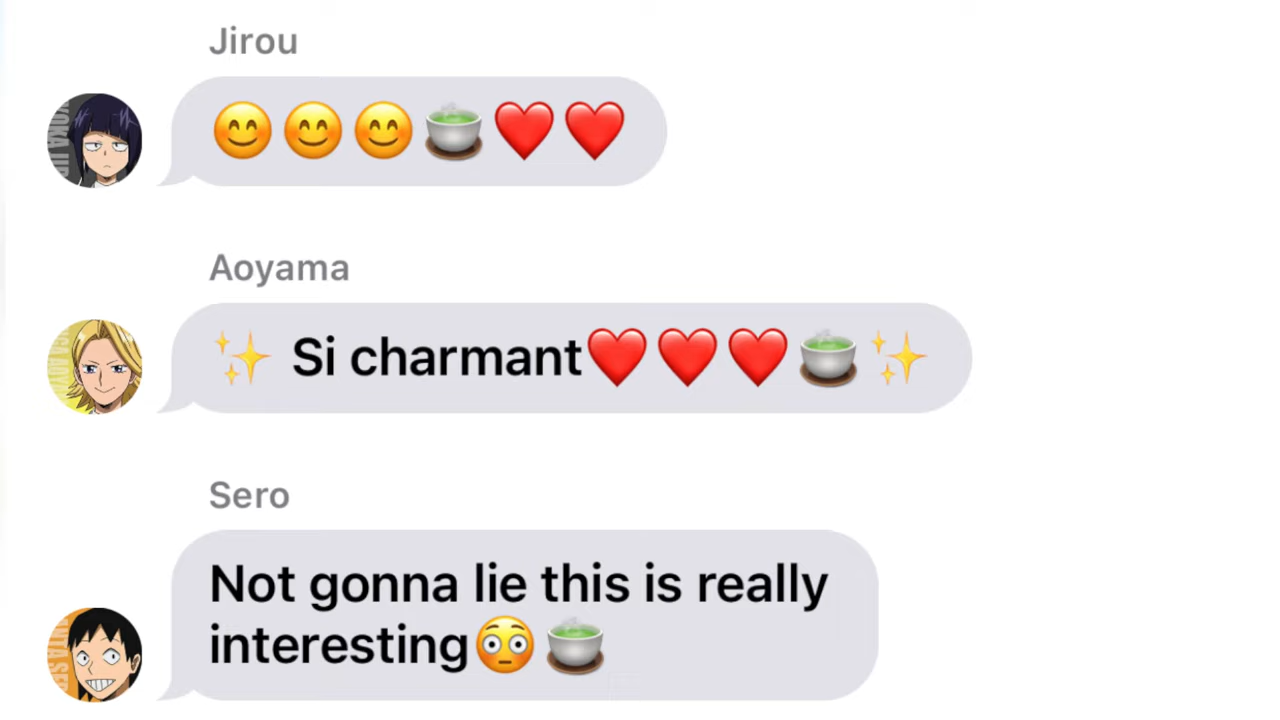 Jirou
😊😊😊🍵❤️❤️
Aoyama
✨ Si charmant❤️❤️❤️🍵✨
Sero
Not gonna lie this is really
interesting😳🍵